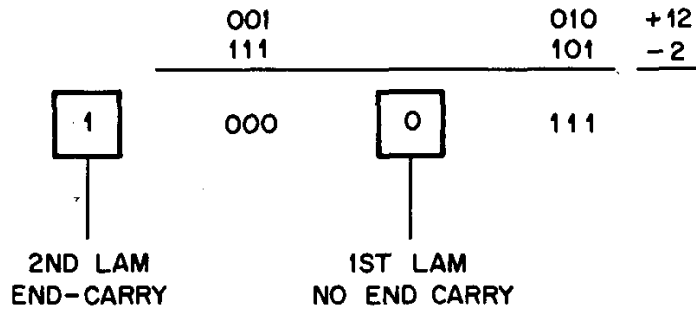 001 010 +12
111 101 -2
1 000 0 111
2ND LAM 1ST LAM
END-CARRY NO END CARRY